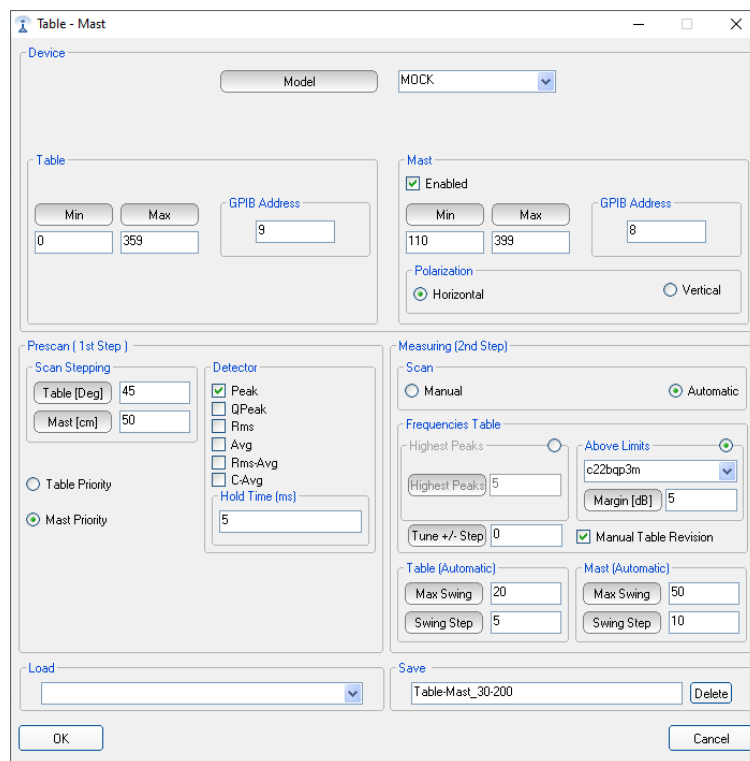 Table - Mast
Device
Model
MOCK
Table
Min
Max
0
359
GPIB Address
9
Mast
Enabled
Min
Max
110
399
GPIB Address
8
Polarization
Horizontal
Vertical
Prescan ( 1st Step )
Scan Stepping
Table [Deg]
45
Mast [cm]
50
Table Priority
Mast Priority
Detector
Peak
QPeak
Rms
Avg
Rms-Avg
C-Avg
Hold Time (ms)
5
Measuring (2nd Step)
Scan
Manual
Automatic
Frequencies Table
Highest Peaks
Highest Peaks
5
Above Limits
c22bqp3m
Margin [dB]
5
Tune +/- Step
0
Manual Table Revision
Table (Automatic)
Max Swing
20
Swing Step
5
Mast (Automatic)
Max Swing
50
Swing Step
10
Load
Save
Table-Mast_30-200
Delete
OK
Cancel